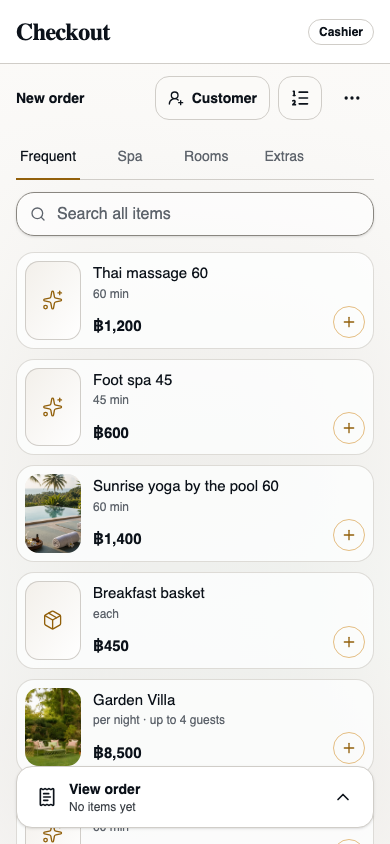 Checkout
Cashier
New order
Customer
Frequent
Spa
Rooms
Extras
Search all items
Thai massage 60
60 min
฿1,200
Foot spa 45
45 min
฿600
Sunrise yoga by the pool 60
60 min
฿1,400
Breakfast basket
each
฿450
Garden Villa
per night · up to 4 guests
฿8,500
View order
No items yet